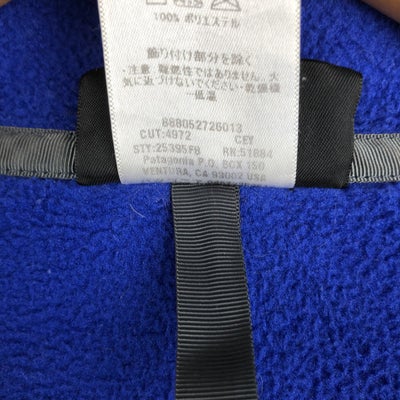 100% ポリエステル
飾り付け部分を除く
注意 難燃性ではありません。火
気に近づけないでください。乾燥機
一低温
888052726013
CUT:4972 CEY
STY:25395FB RN:51884
Patagonia P.O. BOX 150
VENTURA, CA 93002 USA